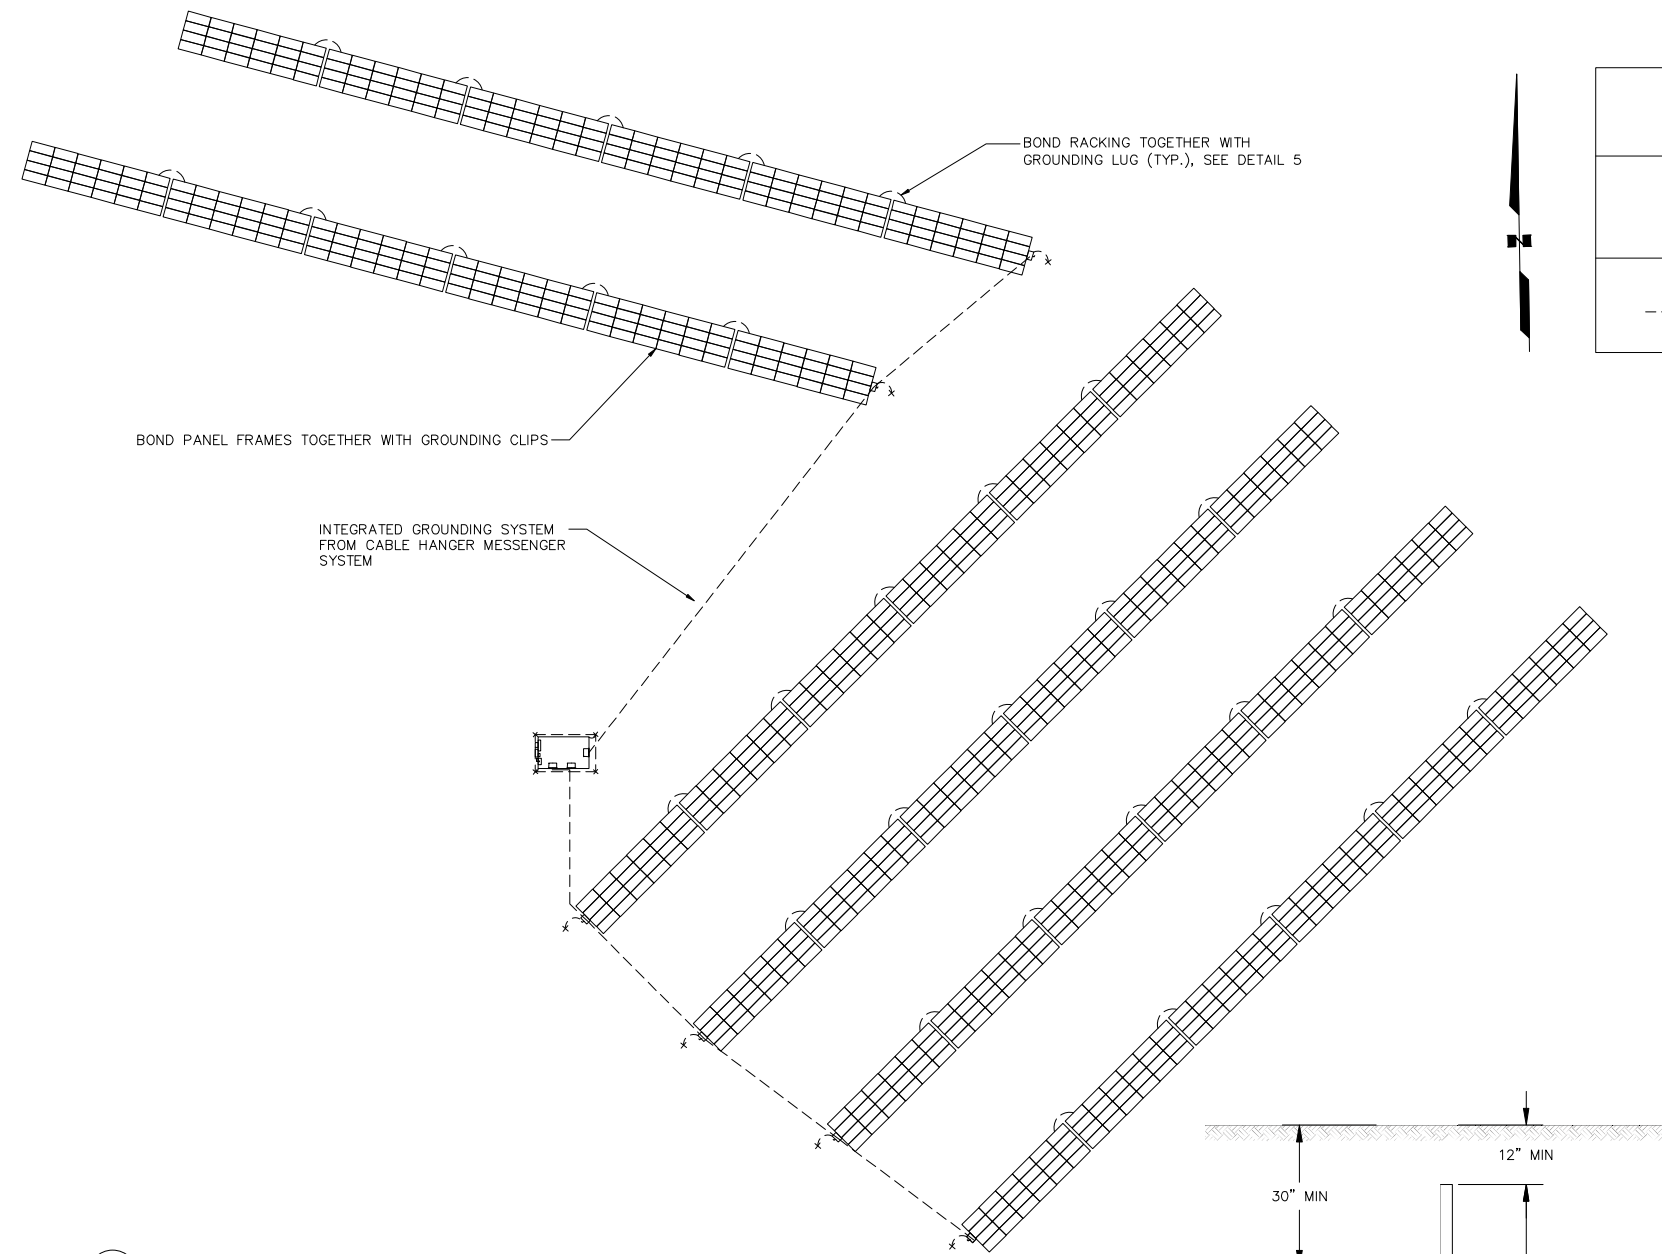 BOND RACKING TOGETHER WITH
GROUNDING LUG (TYP.), SEE DETAIL 5
BOND PANEL FRAMES TOGETHER WITH GROUNDING CLIPS
INTEGRATED GROUNDING SYSTEM
FROM CABLE HANGER MESSENGER
SYSTEM
12" MIN
30" MIN